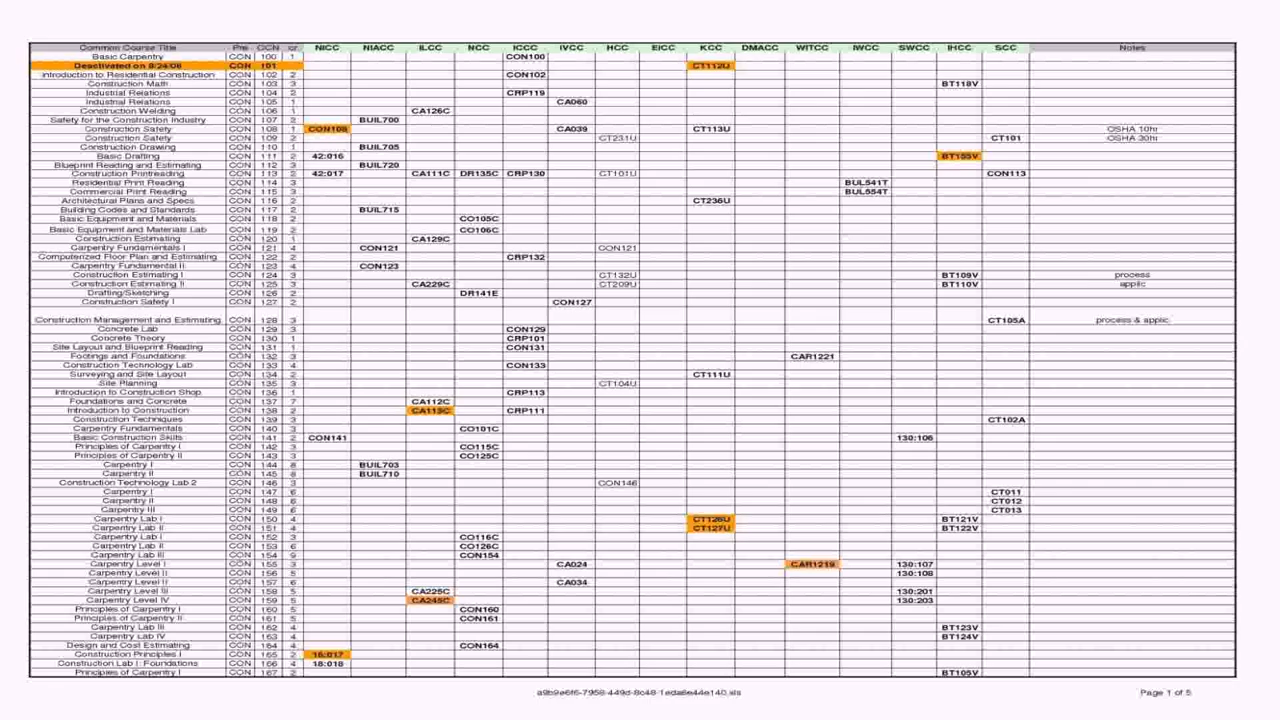 Common Course Title Pre CCN cr. NICC NIACC ILCC NCC ICCC IVCC HCC EICC KCC DMACC WITCC IWCC SWCC IHCC SCC Notes
Basic Carpentry CON 100 1 CON100
Deactivated on 8/24/06 CON 101 CT112U
Introduction to Residential Construction CON 102 2 CON102
Construction Math CON 103 3 BT118V
Industrial Relations CON 104 2 CRP119
Industrial Relations CON 105 1 CA060
Construction Welding CON 106 1 CA126C
Safety for the Construction Industry CON 107 2 BUIL700
Construction Safety CON 108 1 CON108 CA039 CT113U OSHA 10hr
Construction Safety CON 109 2 CT231U CT101 OSHA 30hr
Construction Drawing CON 110 1 BUIL705
Basic Drafting CON 111 2 42:016 BT155V
Blueprint Reading and Estimating CON 112 3 BUIL720
Construction Printreading CON 113 2 42:017 CA111C DR135C CRP130 CT101U CON113
Residential Print Reading CON 114 3 BUL541T
Commercial Print Reading CON 115 3 BUL554T
Architectural Plans and Specs CON 116 2 CT236U
Building Codes and Standards CON 117 2 BUIL715
Basic Equipment and Materials CON 118 2 CO105C
Basic Equipment and Materials Lab CON 119 2 CO106C
Construction Estimating CON 120 1 CA129C
Carpentry Fundamentals I CON 121 4 CON121 CON121
Computerized Floor Plan and Estimating CON 122 2 CRP132
Carpentry Fundamental II CON 123 4 CON123
Construction Estimating I CON 124 3 CT132U BT109V process
Construction Estimating II CON 125 3 CA229C CT209U BT110V applic
Drafting/Sketching CON 126 2 DR141E
Construction Safety I CON 127 2 CON127
Construction Management and Estimating CON 128 3 CT105A process & applic
Concrete Lab CON 129 3 CON129
Concrete Theory CON 130 1 CRP101
Site Layout and Blueprint Reading CON 131 1 CON131
Footings and Foundations CON 132 3 CAR1221
Construction Technology Lab CON 133 4 CON133
Surveying and Site Layout CON 134 2 CT111U
Site Planning CON 135 3 CT104U
Introduction to Construction Shop CON 136 1 CRP113
Foundations and Concrete CON 137 7 CA112C
Introduction to Construction CON 138 2 CA113C CRP111
Construction Techniques CON 139 3 CT102A
Carpentry Fundamentals CON 140 3 CO101C
Basic Construction Skills CON 141 2 CON141 130:106
Principles of Carpentry I CON 142 3 CO115C
Principles of Carpentry II CON 143 3 CO125C
Carpentry I CON 144 8 BUIL703
Carpentry II CON 145 8 BUIL710
Construction Technology Lab 2 CON 146 3 CON146
Carpentry I CON 147 6 CT011
Carpentry II CON 148 6 CT012
Carpentry III CON 149 6 CT013
Carpentry Lab I CON 150 4 CT126U BT121V
Carpentry Lab II CON 151 4 CT127U BT122V
Carpentry Lab I CON 152 3 CO116C
Carpentry Lab II CON 153 6 CO126C
Carpentry Lab III CON 154 9 CON154
Carpentry Level I CON 155 3 CA024 CAR1219 130:107
Carpentry Level II CON 156 5 130:108
Carpentry Level II CON 157 6 CA034
Carpentry Level III CON 158 5 CA225C 130:201
Carpentry Level IV CON 159 5 CA245C 130:203
Principles of Carpentry I CON 160 5 CON160
Principles of Carpentry II CON 161 5 CON161
Carpentry Lab III CON 162 4 BT123V
Carpentry Lab IV CON 163 4 BT124V
Design and Cost Estimating CON 164 4 CON164
Construction Principles I CON 165 2 18:017
Construction Lab I: Foundations CON 166 4 18:018
Principles of Carpentry I CON 167 2 BT105V
a9b9e6f6-7958-449d-8c48-1eda8e44e140.xls Page 1 of 5